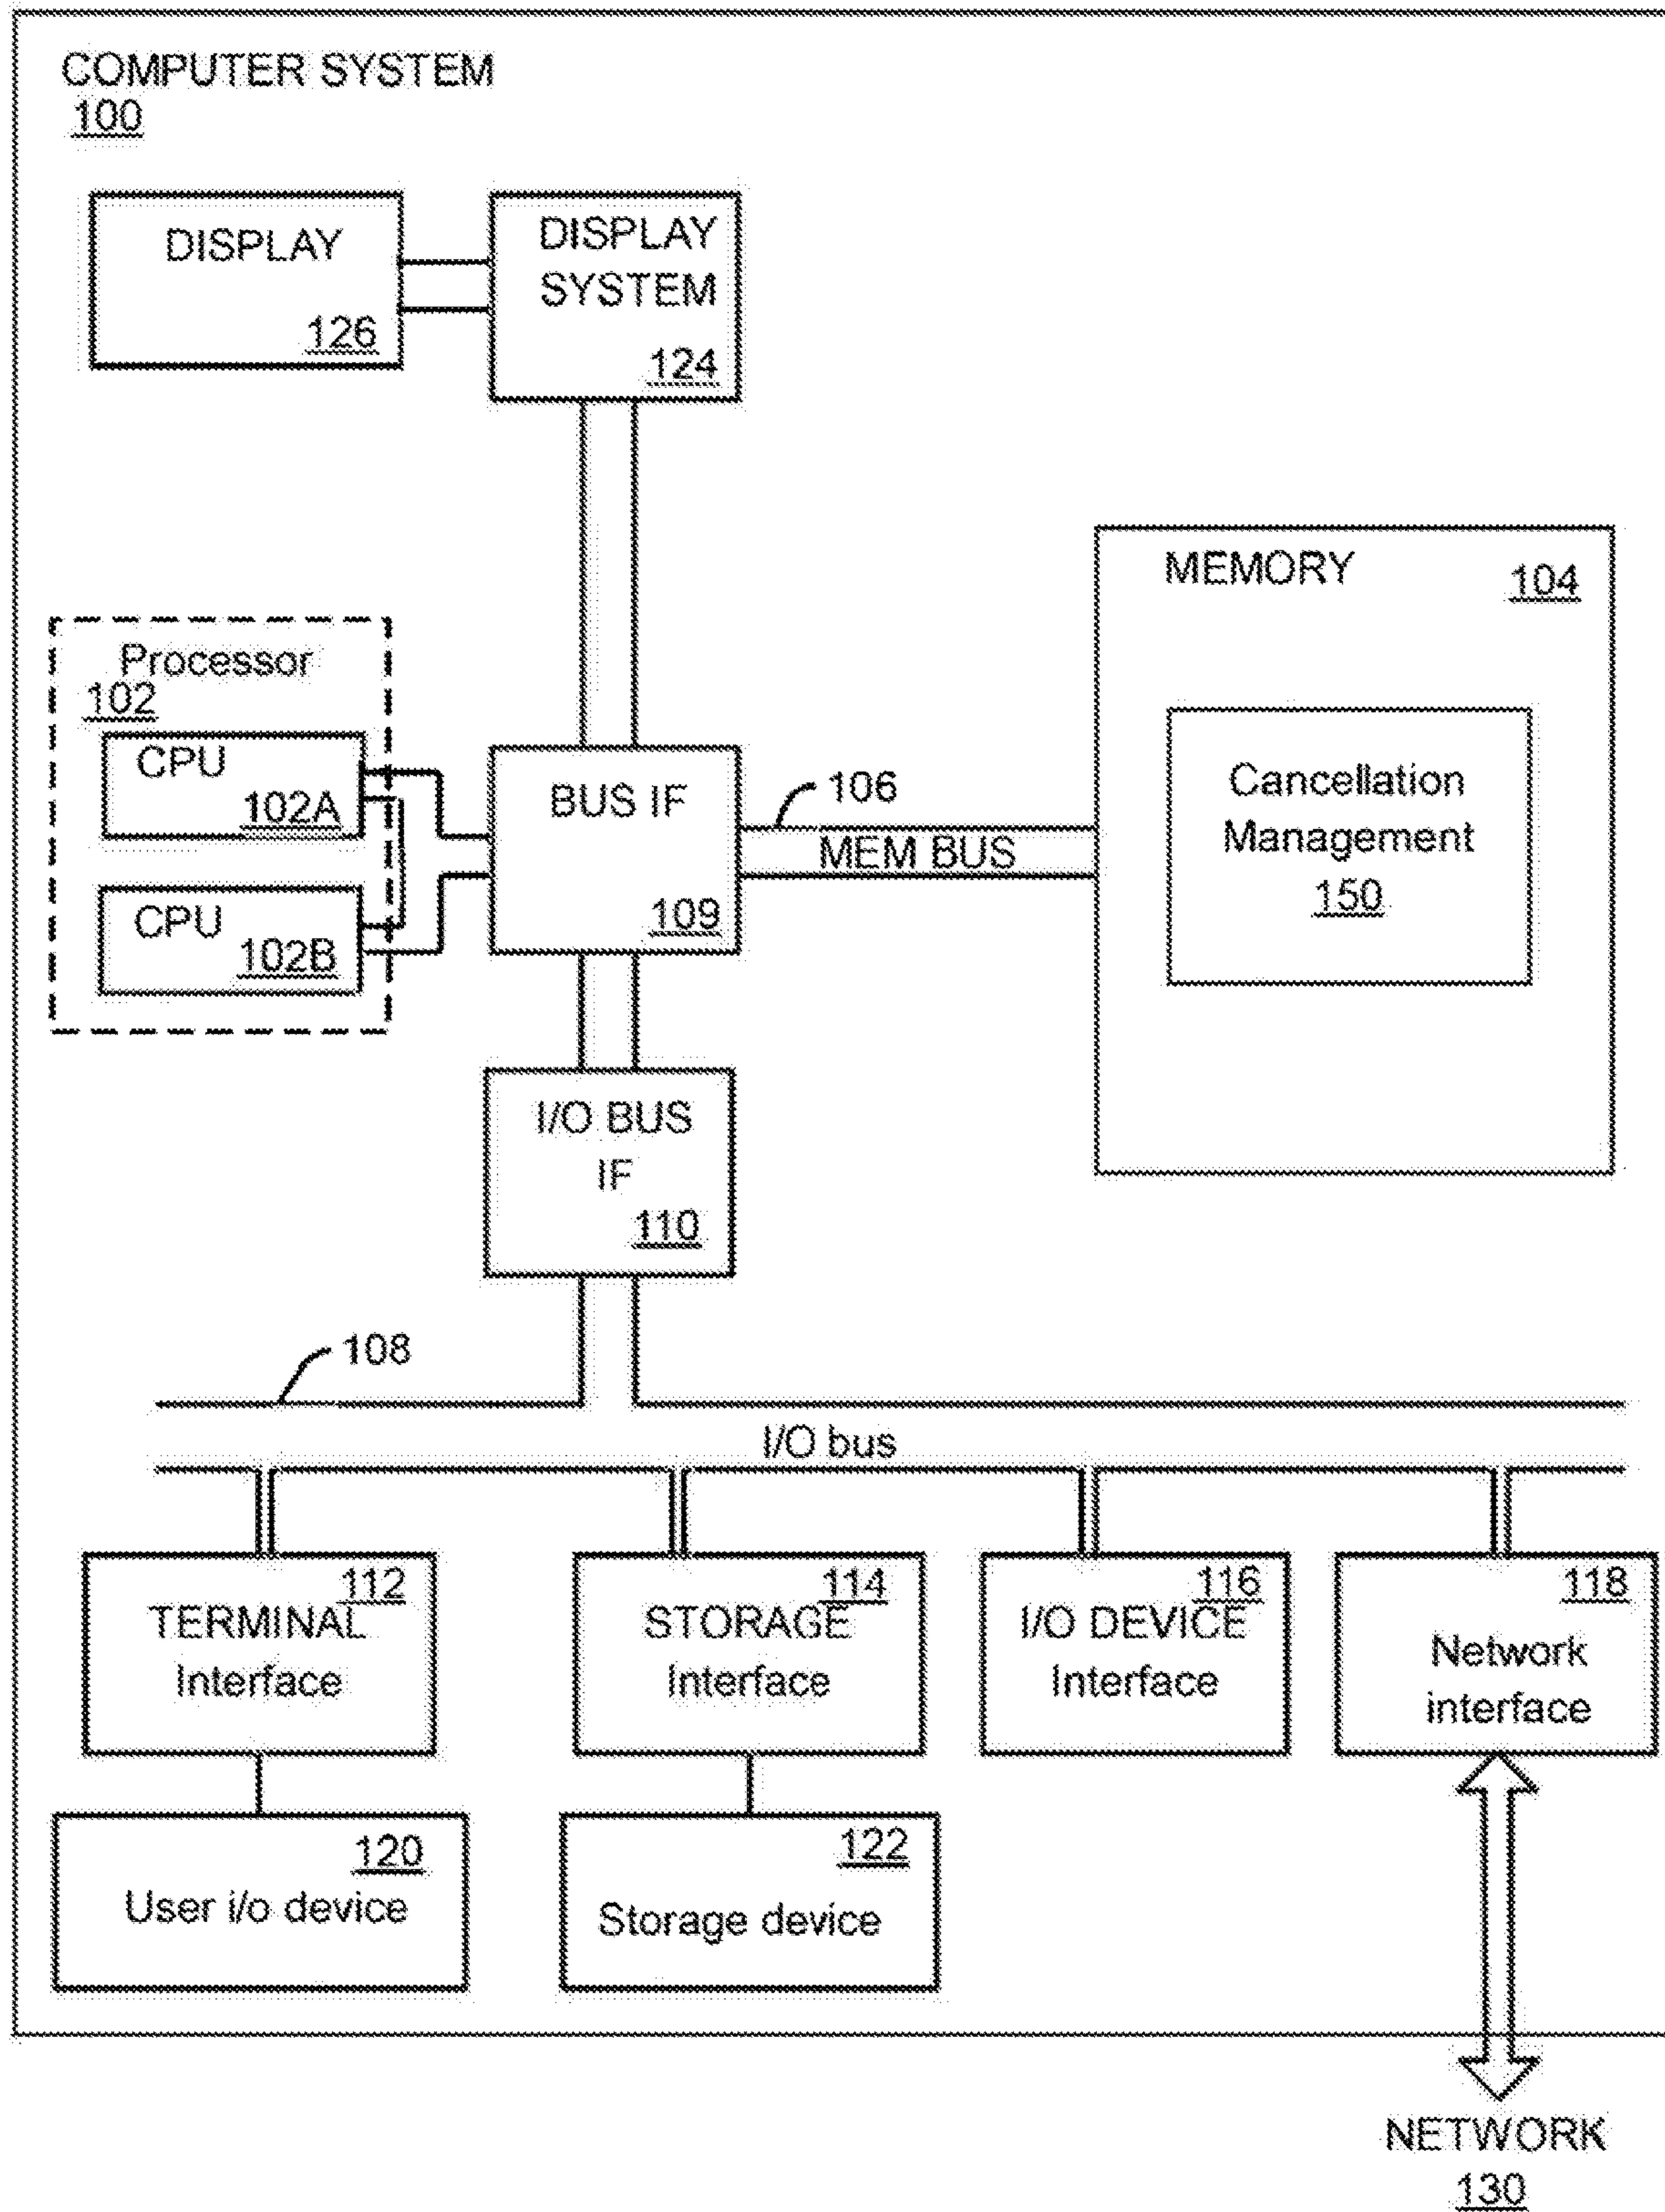 COMPUTER SYSTEM
100
DISPLAY
126
DISPLAY
SYSTEM
124
MEMORY
104
Processor
102
CPU
102A
CPU
102B
BUS IF
109
106
MEM BUS
Cancellation
Management
150
I/O BUS
IF
110
108
I/O bus
112
TERMINAL
Interface
114
STORAGE
Interface
116
I/O DEVICE
Interface
118
Network
interface
120
User i/o device
122
Storage device
NETWORK
130